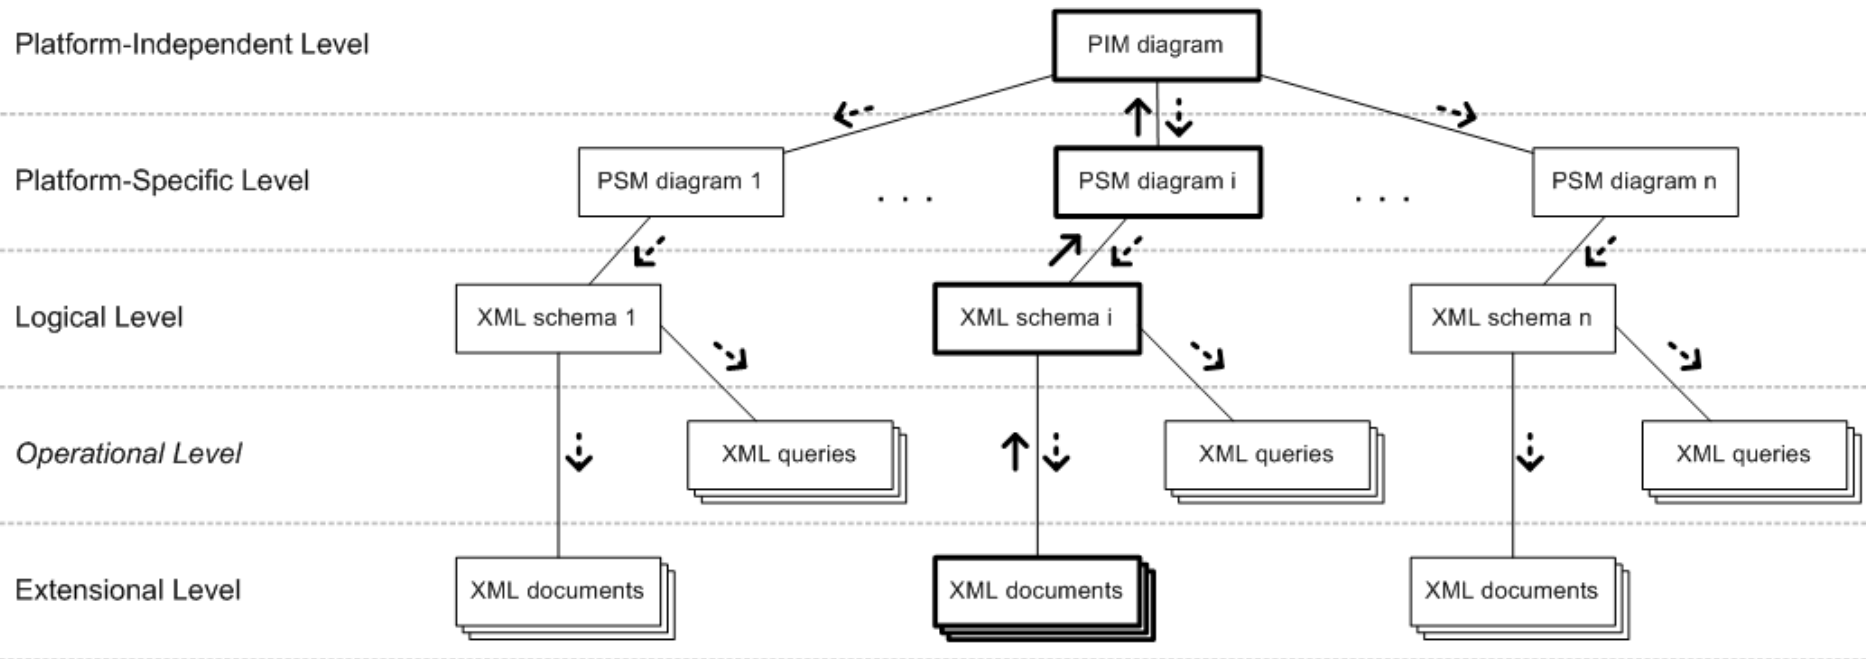 Platform-Independent Level
PIM diagram
Platform-Specific Level
PSM diagram 1
. . .
PSM diagram i
. . .
PSM diagram n
Logical Level
XML schema 1
XML schema i
XML schema n
Operational Level
XML queries
XML queries
XML queries
Extensional Level
XML documents
XML documents
XML documents